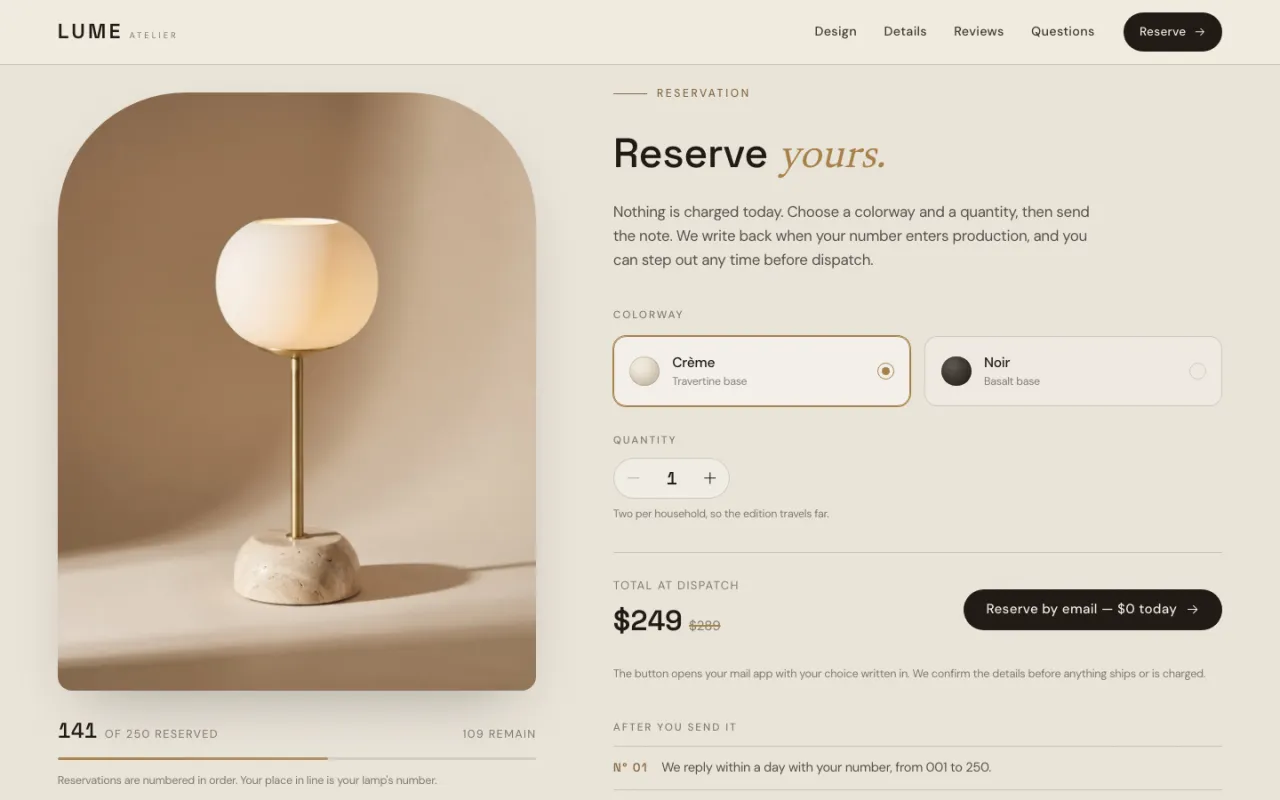 LUME ATELIER
Design Details Reviews Questions Reserve →
RESERVATION
Reserve yours.
Nothing is charged today. Choose a colorway and a quantity, then send
the note. We write back when your number enters production, and you
can step out any time before dispatch.
COLORWAY
Crème
Travertine base
Noir
Basalt base
QUANTITY
— 1 +
Two per household, so the edition travels far.
TOTAL AT DISPATCH
$249 $289
Reserve by email — $0 today →
The button opens your mail app with your choice written in. We confirm the details before anything ships or is charged.
AFTER YOU SEND IT
N° 01 We reply within a day with your number, from 001 to 250.
141 OF 250 RESERVED
109 REMAIN
Reservations are numbered in order. Your place in line is your lamp's number.